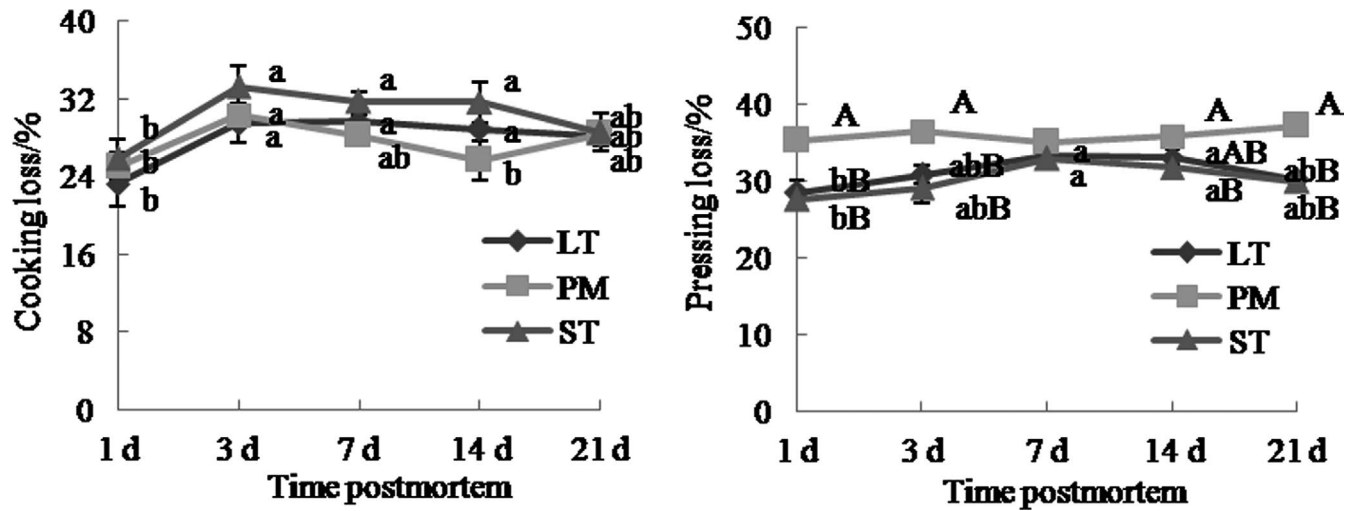 40
32
24
16
8
0
Cooking loss/%
b
b
b
a
a
a
a
a
ab
a
a
b
ab
ab
ab
LT
PM
ST
1 d
3 d
7 d
14 d
21 d
Time postmortem
50
40
30
20
10
0
Pressing loss/%
A
A
A
A
bB
abB
a
aAB
abB
bB
abB
a
aB
abB
LT
PM
ST
1 d
3 d
7 d
14 d
21 d
Time postmortem